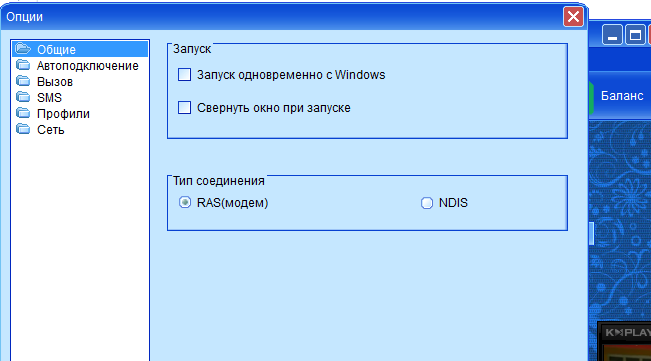 Опции
Общие
Автоподключение
Вызов
SMS
Профили
Сеть
Запуск
Запуск одновременно с Windows
Свернуть окно при запуске
Тип соединения
RAS(модем)
NDIS
Баланс